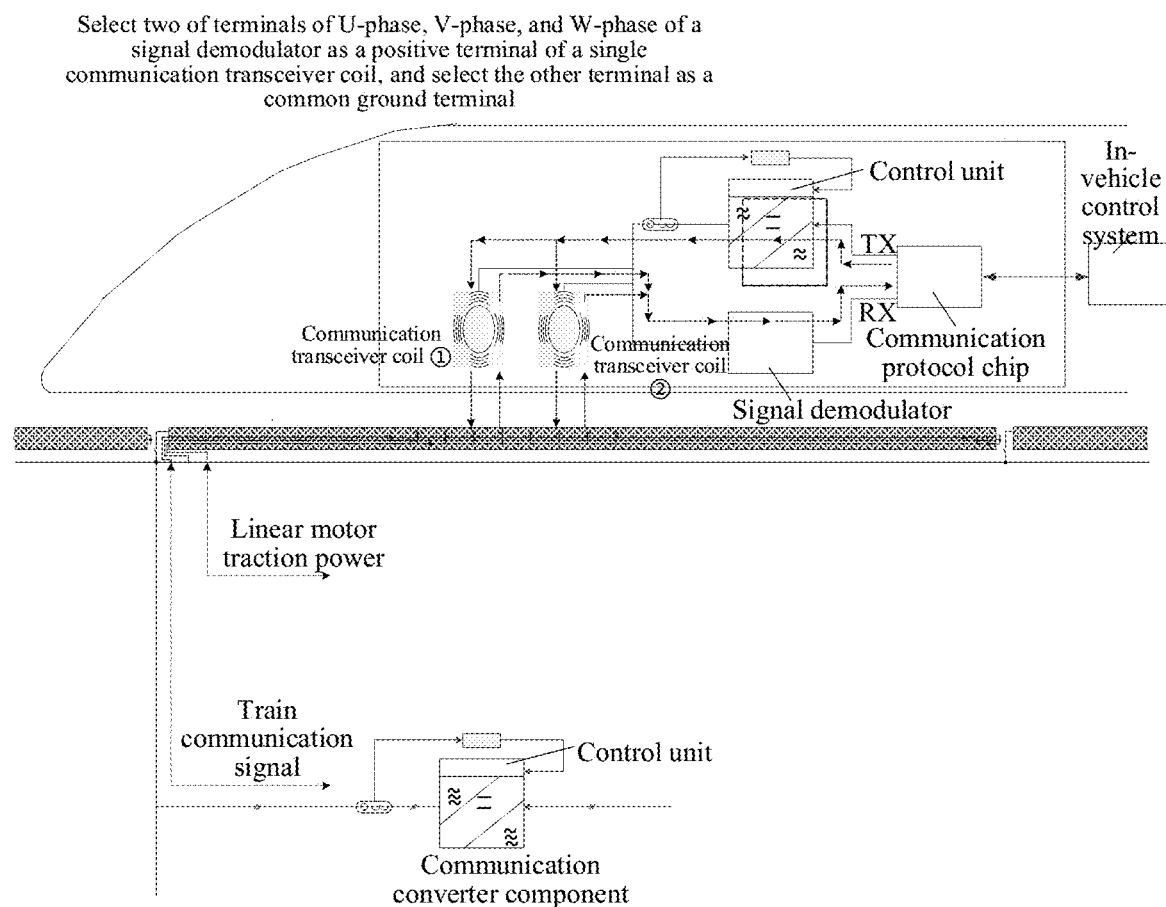 Select two of terminals of U-phase, V-phase, and W-phase of a
signal demodulator as a positive terminal of a single
communication transceiver coil, and select the other terminal as a
common ground terminal
Control unit
In-
vehicle
control
system
TX
RX
Communication
protocol chip
Communication
transceiver coil ①
Communication
transceiver coil
②
Signal demodulator
Linear motor
traction power
Train
communication
signal
Control unit
Communication
converter component